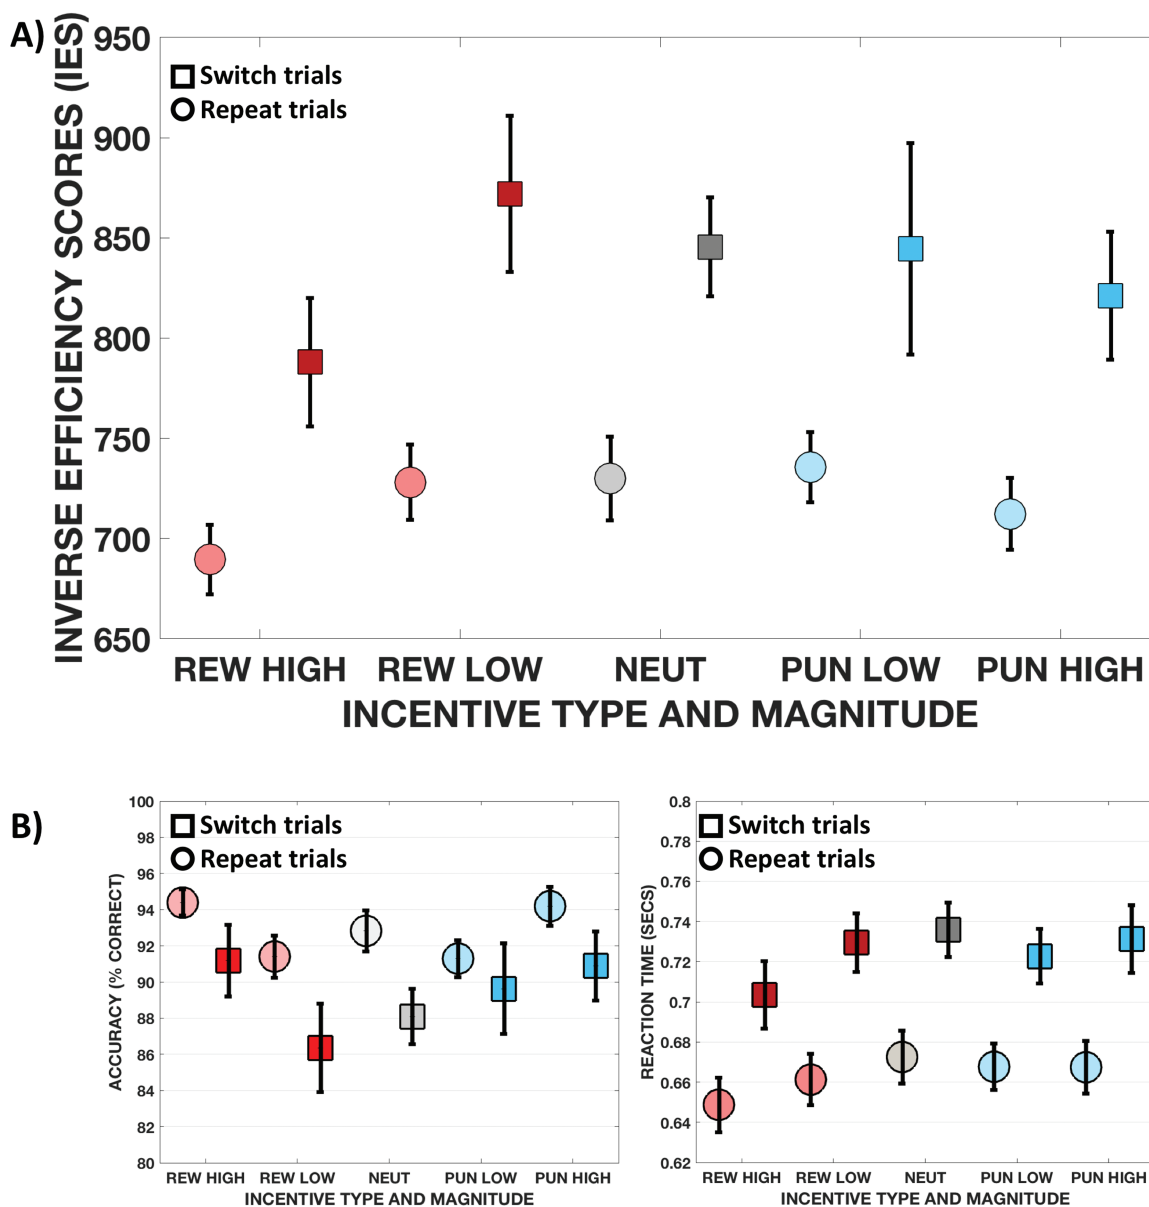 A)
INVERSE EFFICIENCY SCORES (IES)
950
900
850
800
750
700
650
Switch trials
Repeat trials
REW HIGH REW LOW NEUT PUN LOW PUN HIGH
INCENTIVE TYPE AND MAGNITUDE
B)
ACCURACY (% CORRECT)
100
98
96
94
92
90
88
86
84
82
80
Switch trials
Repeat trials
REW HIGH REW LOW NEUT PUN LOW PUN HIGH
INCENTIVE TYPE AND MAGNITUDE
REACTION TIME (SECS)
0.8
0.78
0.76
0.74
0.72
0.7
0.68
0.66
0.64
0.62
Switch trials
Repeat trials
REW HIGH REW LOW NEUT PUN LOW PUN HIGH
INCENTIVE TYPE AND MAGNITUDE